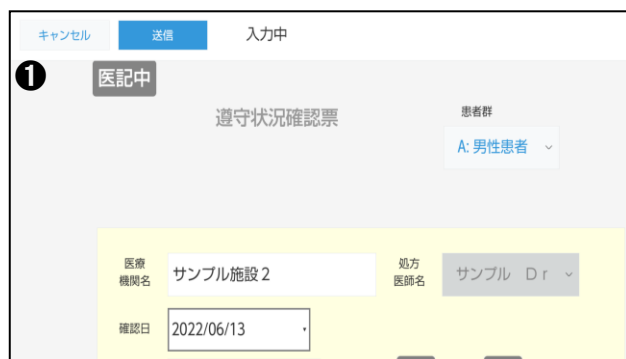 キャンセル 送信 入力中
❶ 医記中
遵守状況確認票
患者群
A: 男性患者
医療
機関名
サンプル施設2
処方
医師名
サンプル Dr
確認日 2022/06/13